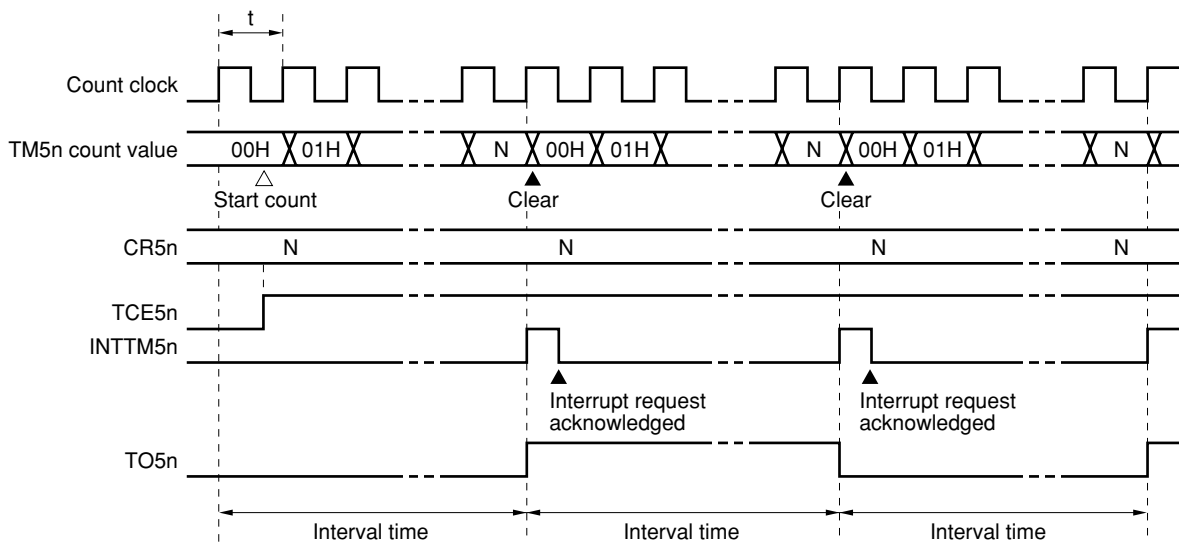 t
Count clock
TM5n count value 00H 01H N 00H 01H N 00H 01H N
Start count Clear Clear
CR5n N N N N
TCE5n
INTTM5n
Interrupt request Interrupt request
acknowledged acknowledged
TO5n
Interval time Interval time Interval time